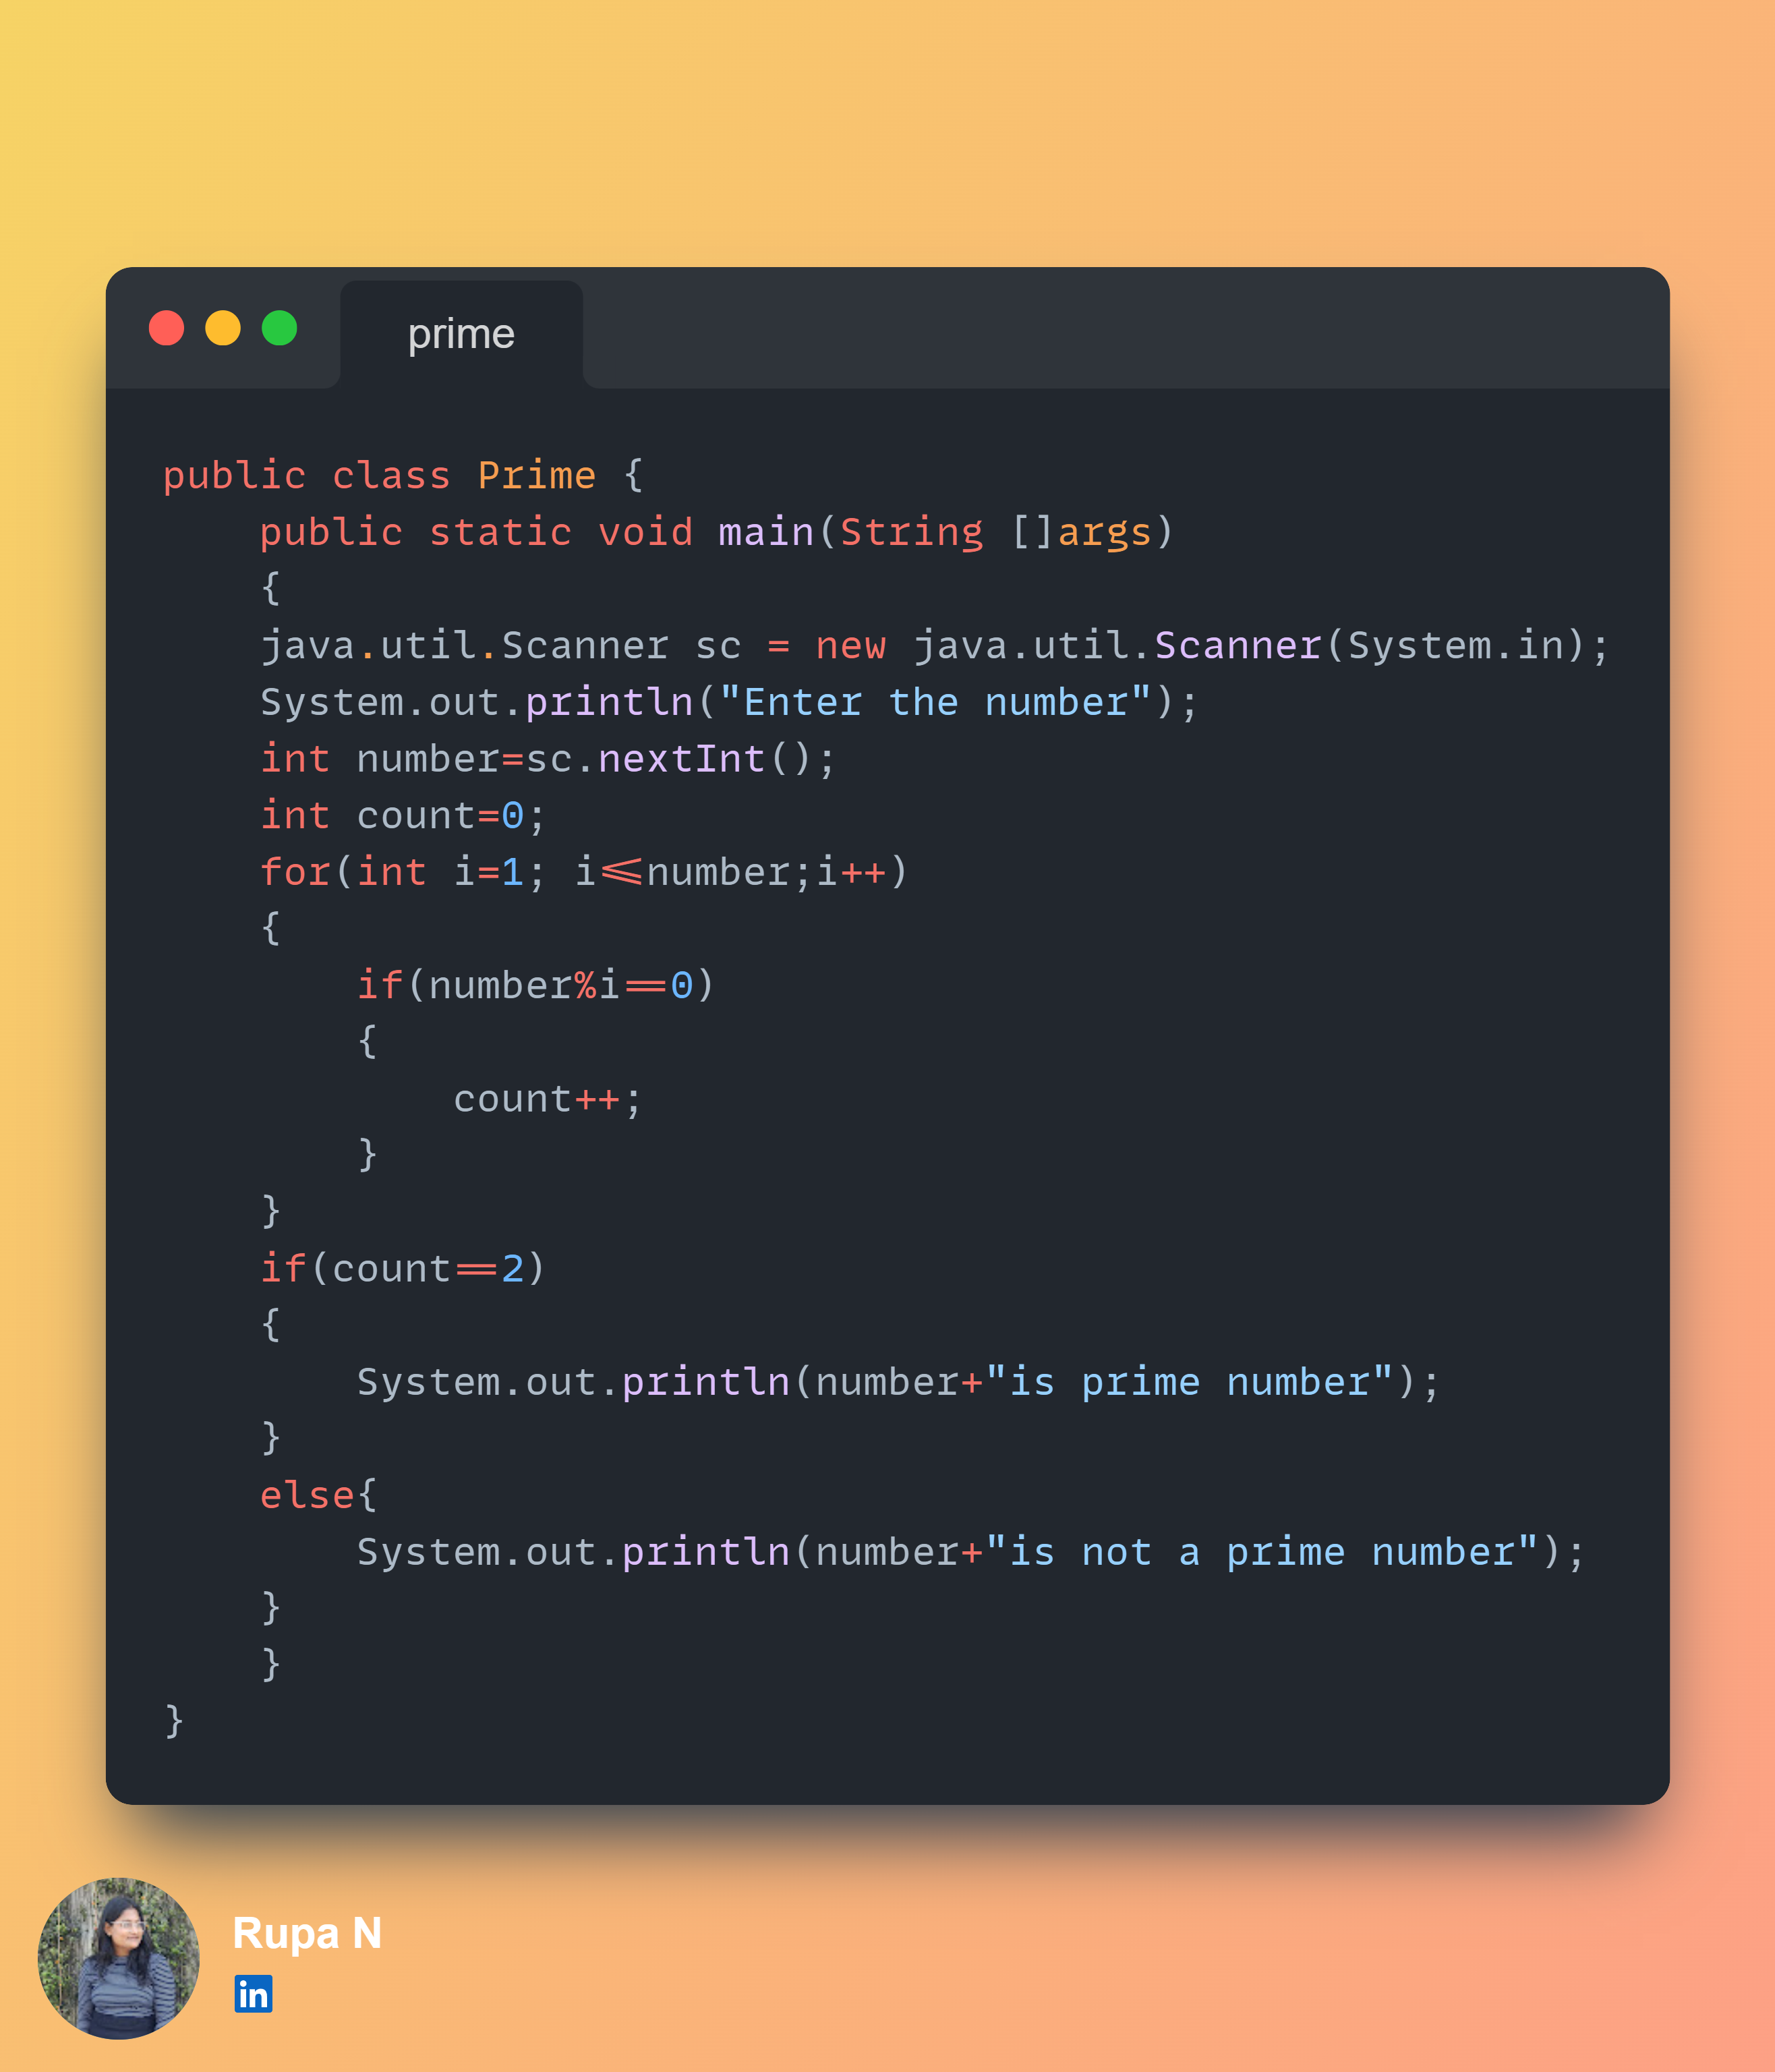 prime
public class Prime {
    public static void main(String []args)
    {
    java.util.Scanner sc = new java.util.Scanner(System.in);
    System.out.println("Enter the number");
    int number=sc.nextInt();
    int count=0;
    for(int i=1; i<=number;i++)
    {
        if(number%i==0)
        {
            count++;
        }
    }
    if(count==2)
    {
        System.out.println(number+"is prime number");
    }
    else{
        System.out.println(number+"is not a prime number");
    }
    }
}
Rupa N
in